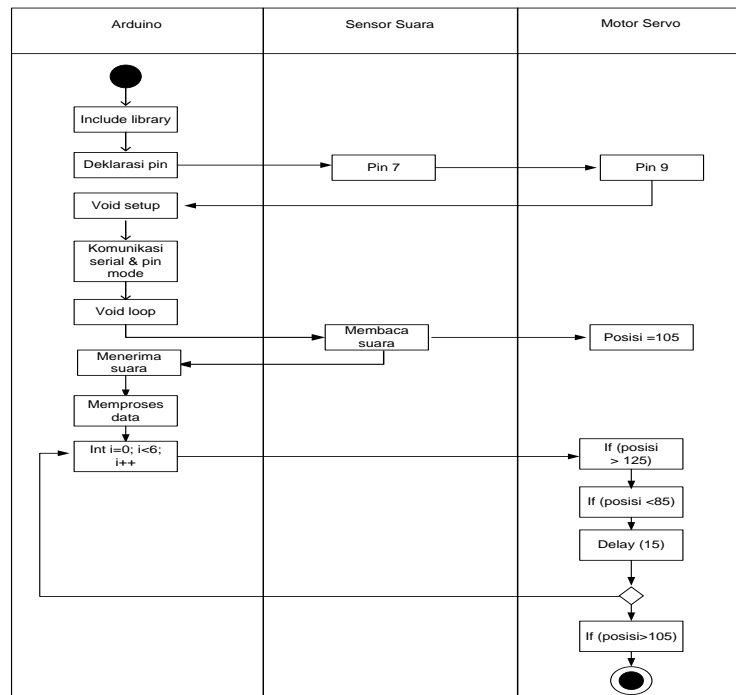 Arduino
Sensor Suara
Motor Servo
Include library
Deklarasi pin
Pin 7
Pin 9
Void setup
Komunikasi
serial & pin
mode
Void loop
Membaca
suara
Posisi =105
Menerima
suara
Memproses
data
Int i=0; i<6;
i++
If (posisi
> 125)
If (posisi <85)
Delay (15)
If (posisi>105)